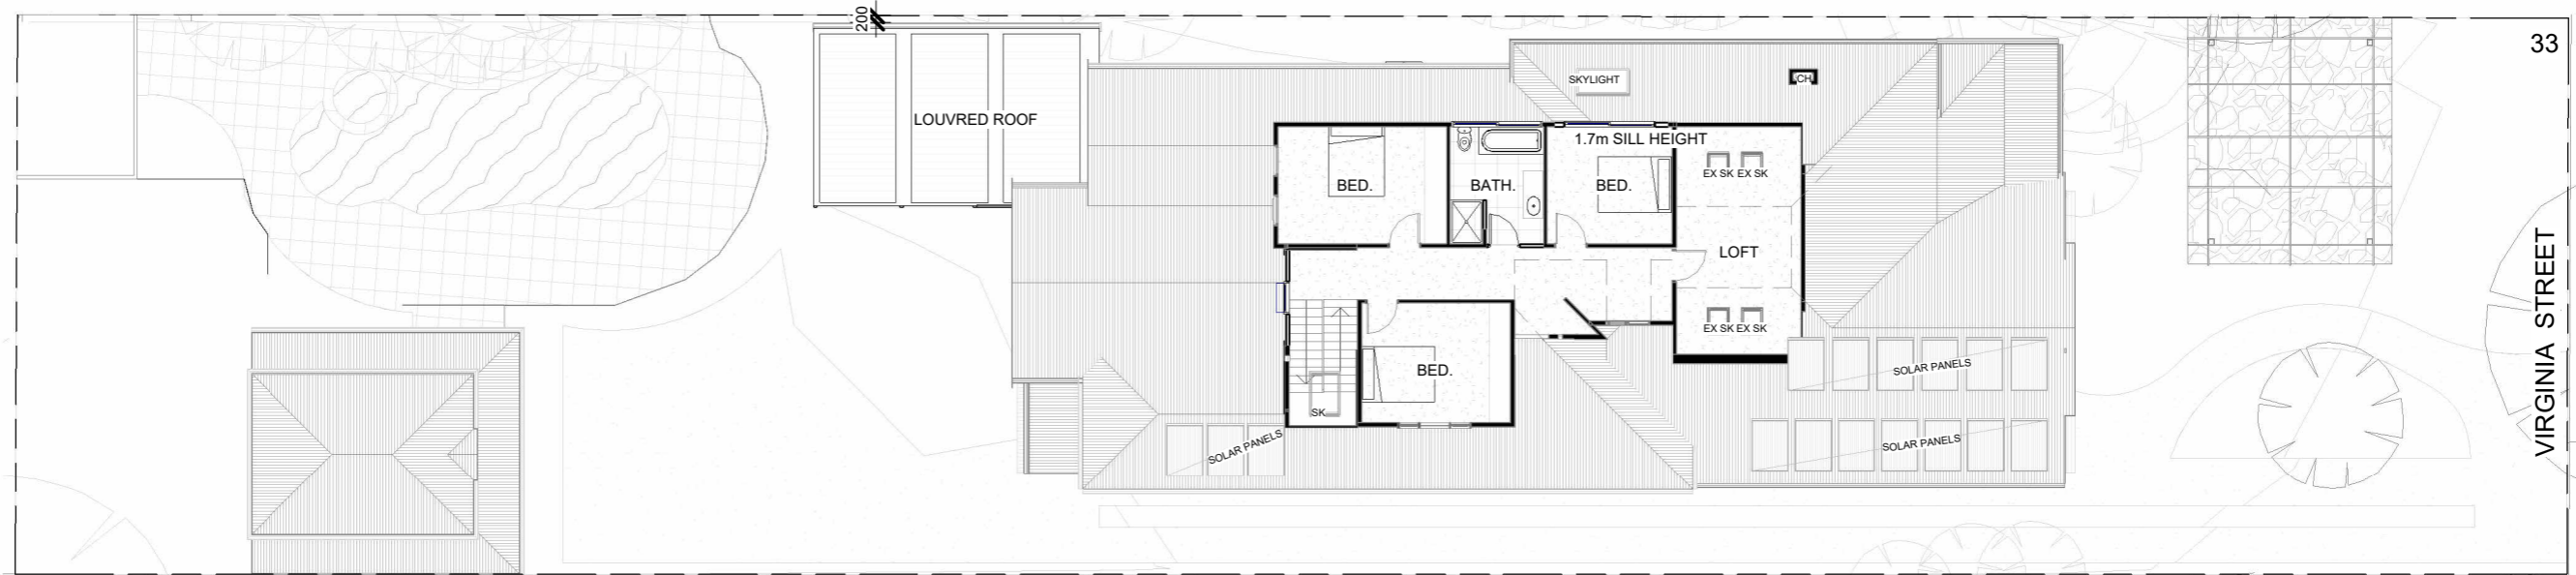 200
33
SKYLIGHT
CH
LOUVRED ROOF
1.7m SILL HEIGHT
BED.
BATH.
BED.
EX SK EX SK
LOFT
EX SK EX SK
BED.
SK
SOLAR PANELS
SOLAR PANELS
SOLAR PANELS
VIRGINIA STREET